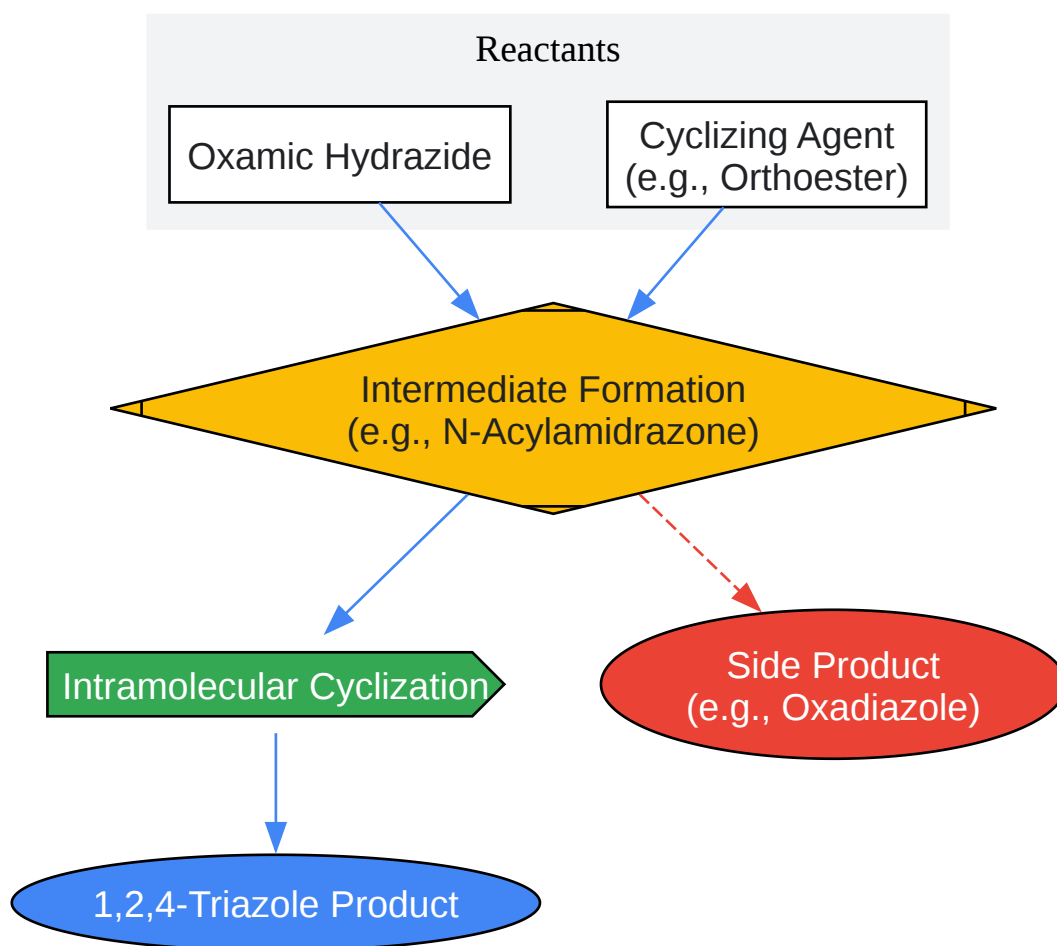 Reactants
Oxamic Hydrazide
Cyclizing Agent
(e.g., Orthoester)
Intermediate Formation
(e.g., N-Acylamidrazone)
Intramolecular Cyclization
Side Product
(e.g., Oxadiazole)
1,2,4-Triazole Product